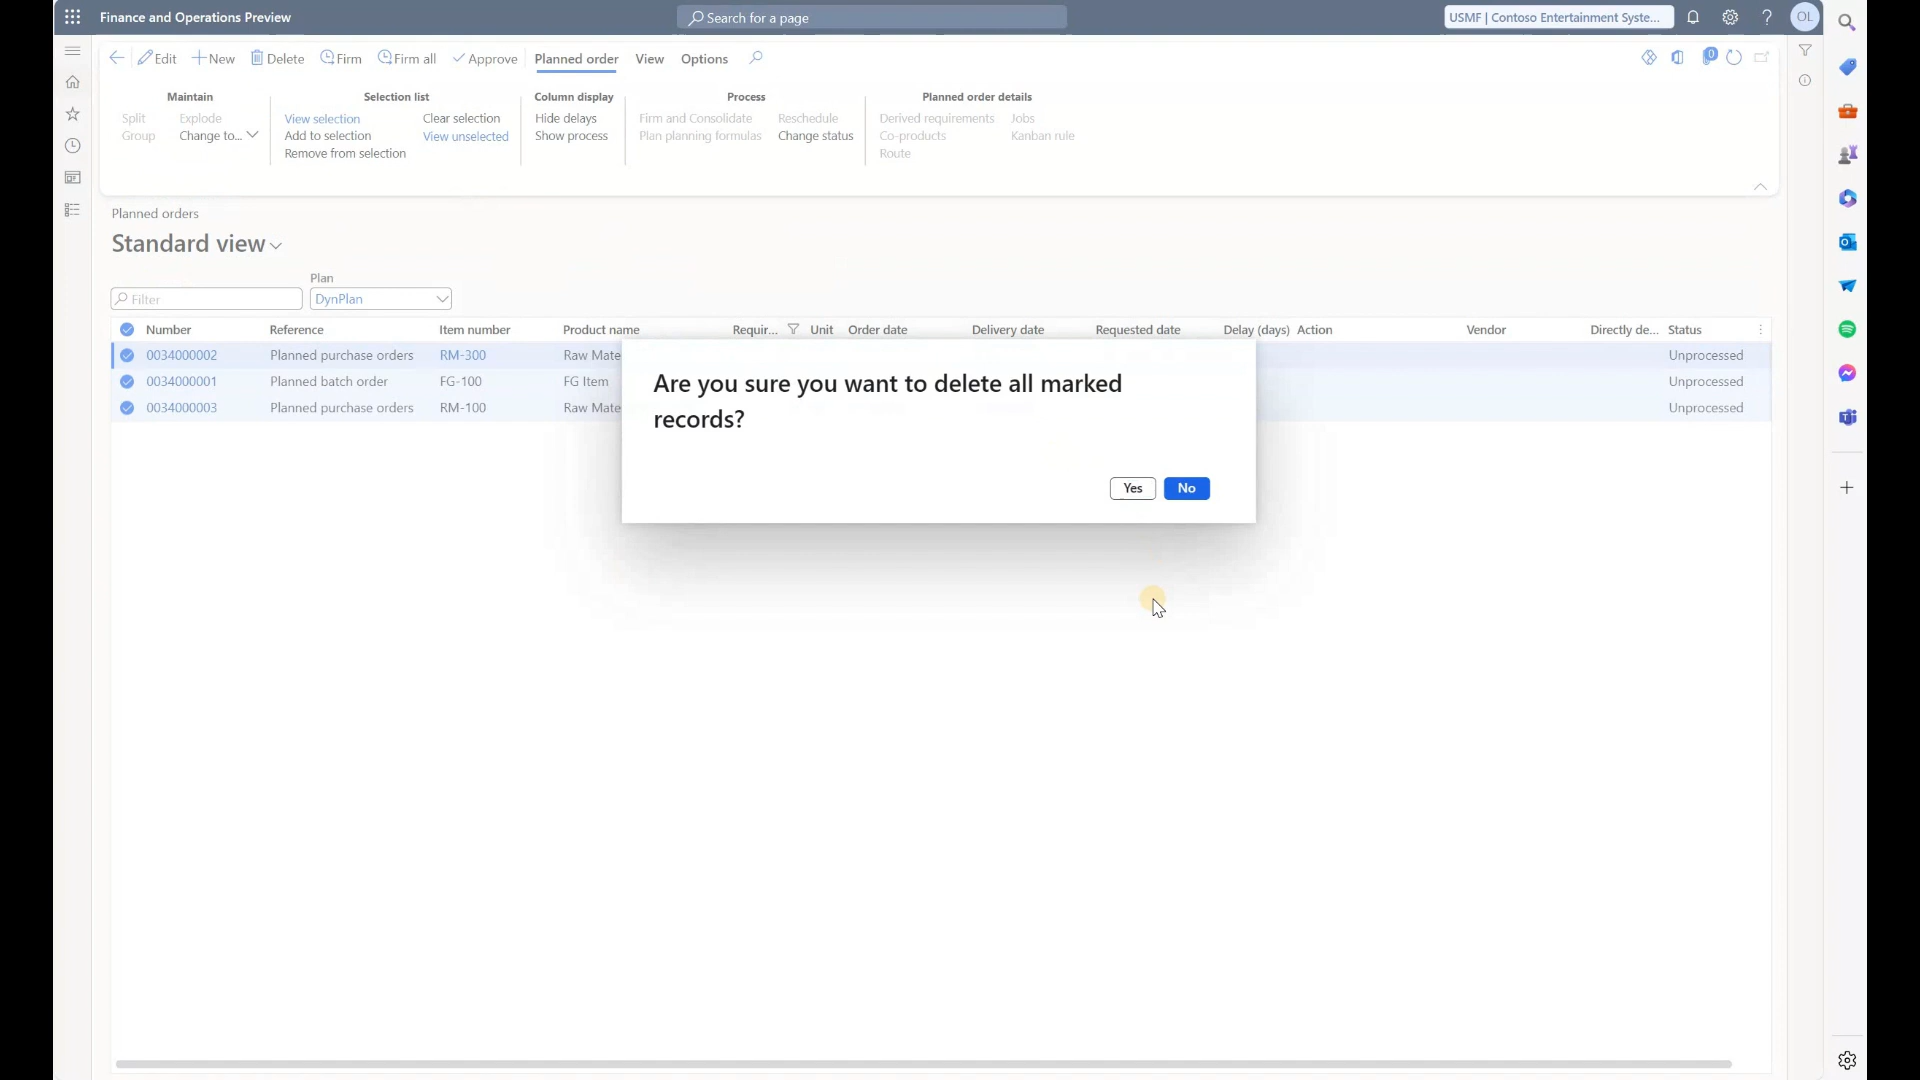 Finance and Operations Preview
Search for a page
USMF | Contoso Entertainment Syste...
OL
Edit New Delete Firm Firm all Approve Planned order View Options
0
Maintain
Split Explode
Group Change to...
Selection list
View selection Clear selection
Add to selection View unselected
Remove from selection
Column display
Hide delays
Show process
Process
Firm and Consolidate Reschedule
Plan planning formulas Change status
Planned order details
Derived requirements Jobs
Co-products Kanban rule
Route
Planned orders
Standard view
Plan
Filter
DynPlan
Number Reference Item number Product name Requir... Unit Order date Delivery date Requested date Delay (days) Action Vendor Directly de... Status
0034000002 Planned purchase orders RM-300 Raw Mate Unprocessed
0034000001 Planned batch order FG-100 FG Item Unprocessed
0034000003 Planned purchase orders RM-100 Raw Mate Unprocessed
Are you sure you want to delete all marked
records?
Yes No